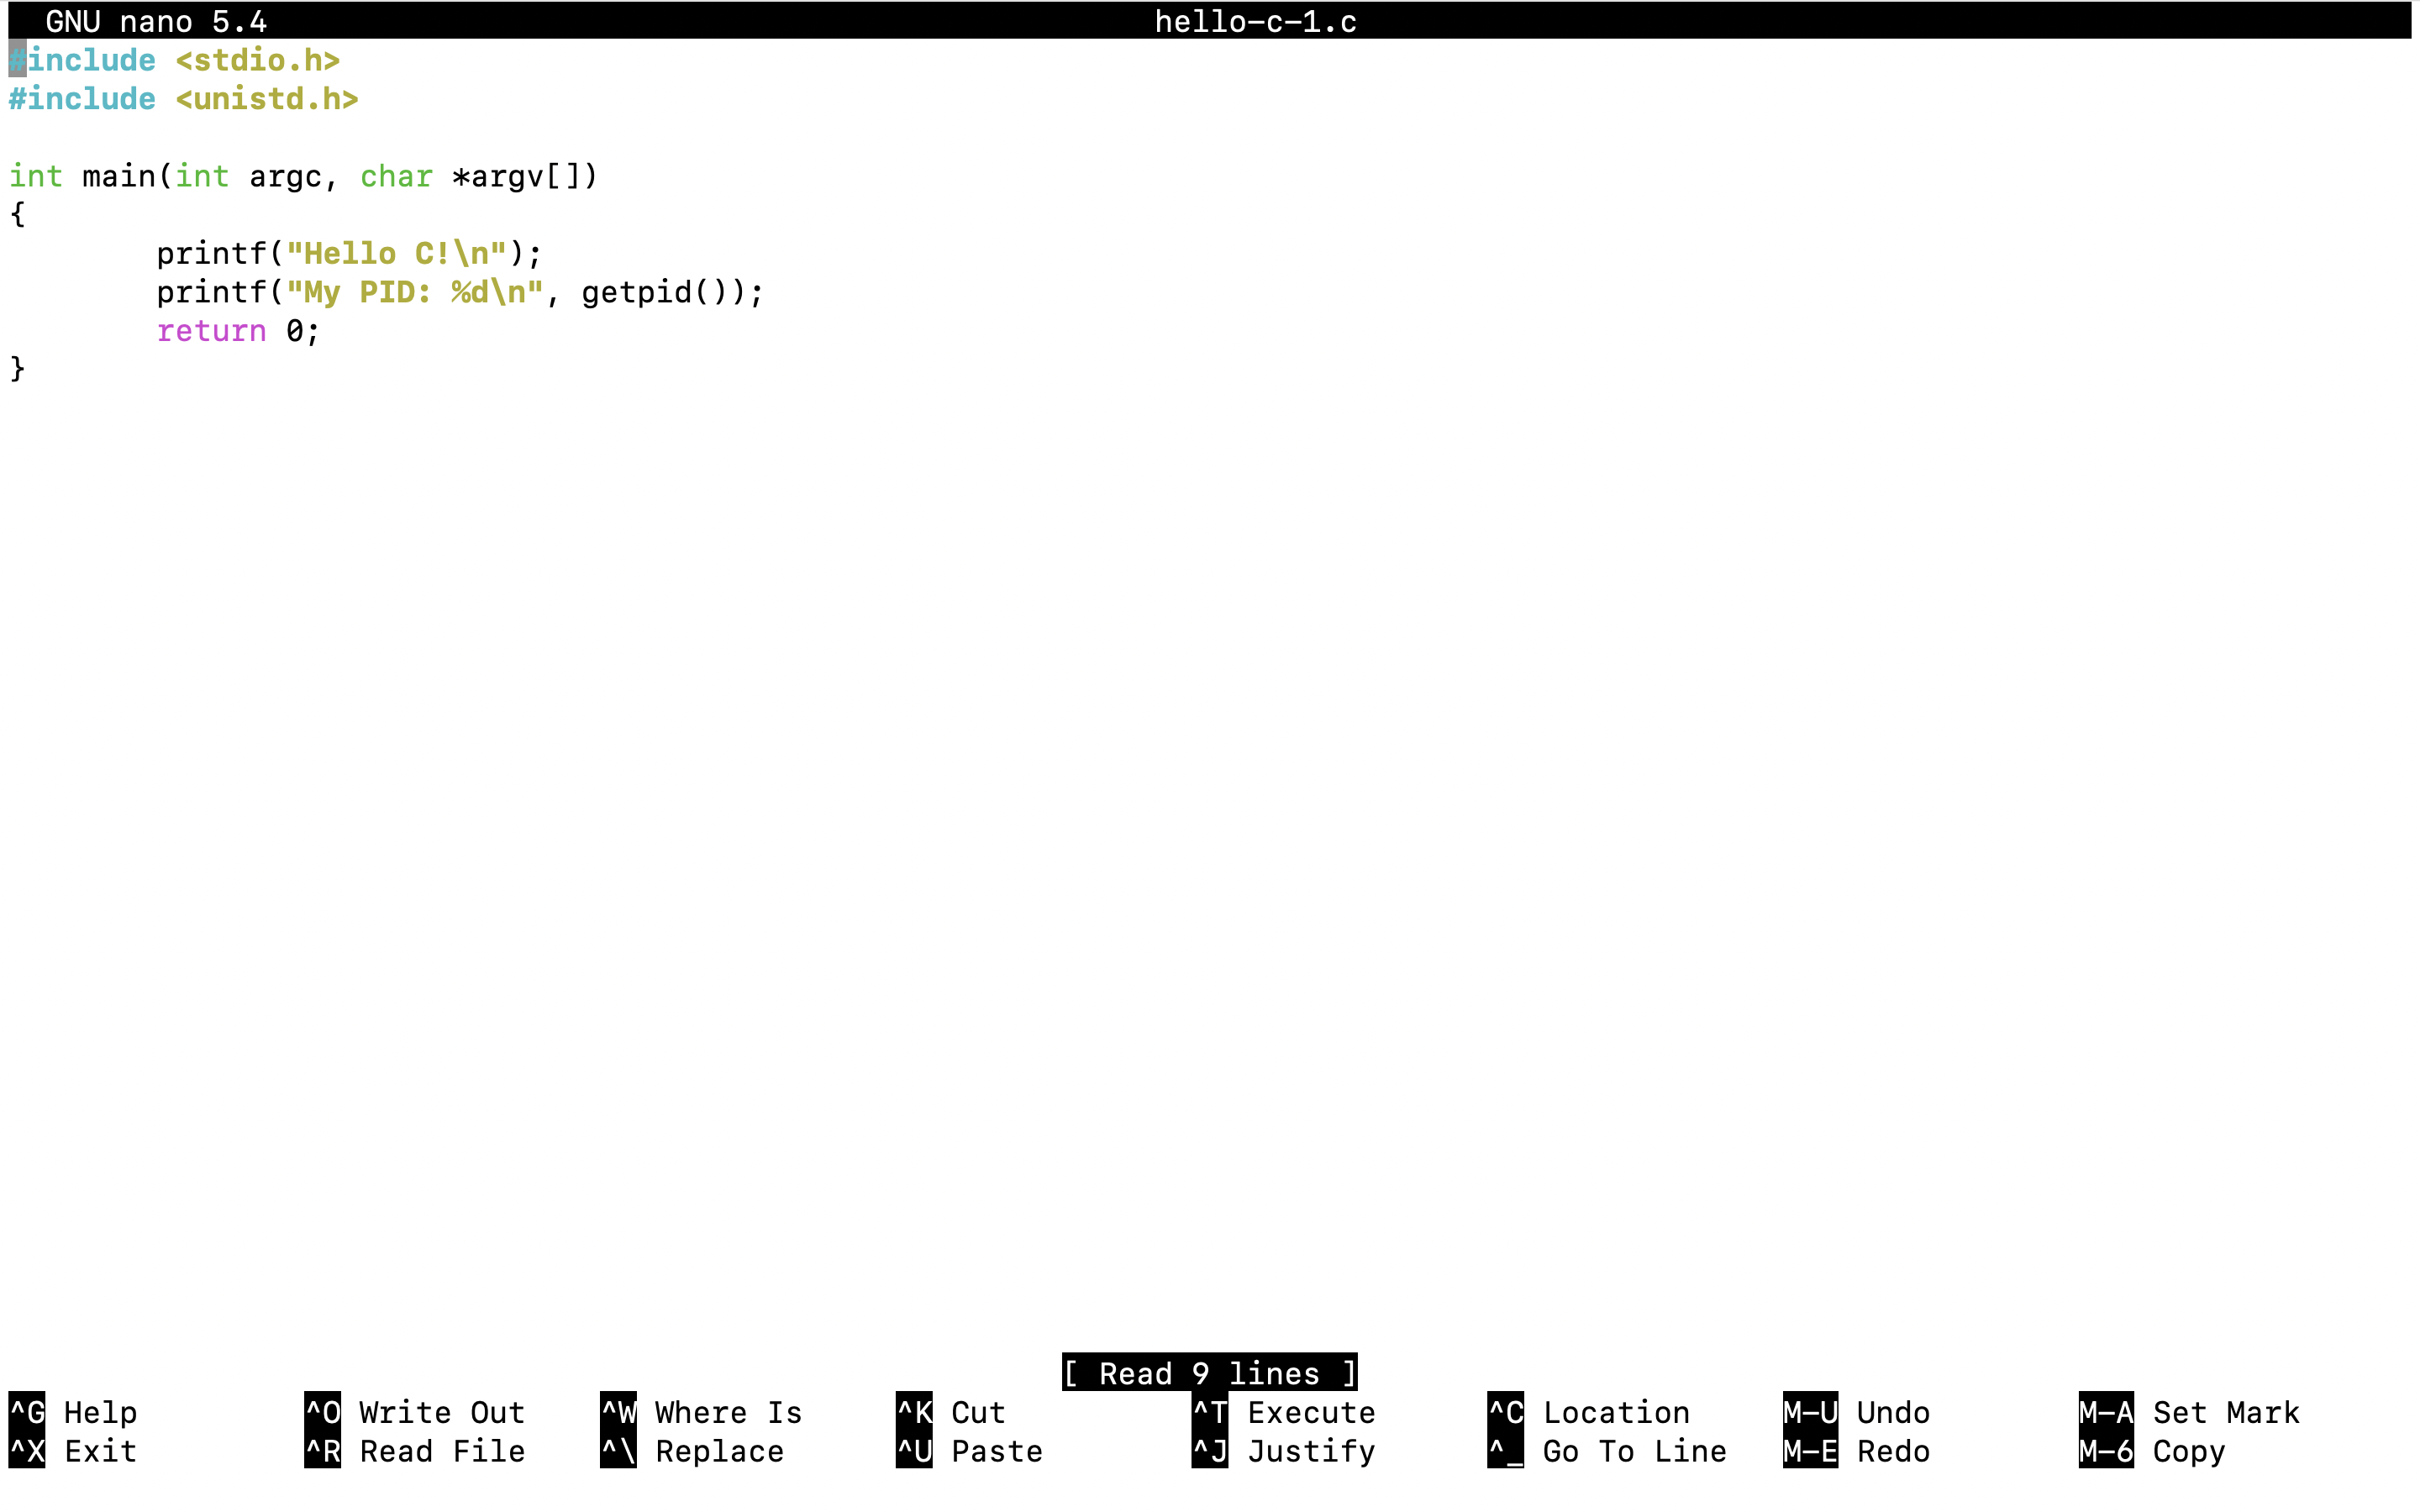 GNU nano 5.4 hello-c-1.c
#include <stdio.h>
#include <unistd.h>

int main(int argc, char *argv[])
{
        printf("Hello C!\n");
        printf("My PID: %d\n", getpid());
        return 0;
}
[ Read 9 lines ]
^G Help ^O Write Out ^W Where Is ^K Cut ^T Execute ^C Location M-U Undo M-A Set Mark
^X Exit ^R Read File ^\ Replace ^U Paste ^J Justify ^_ Go To Line M-E Redo M-6 Copy